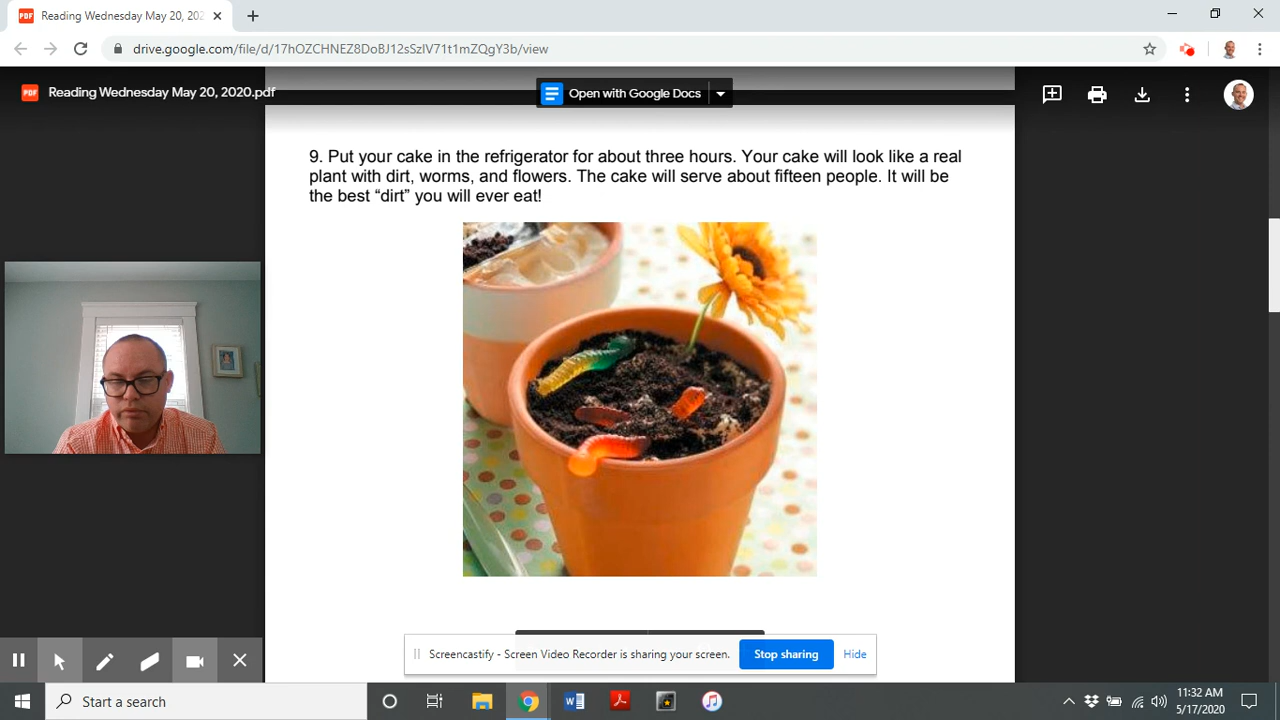 Reading Wednesday May 20, 202
drive.google.com/file/d/17hOZCHNEZ8DoBJ12sSzIV71t1mZQgY3b/view
PDF Reading Wednesday May 20, 2020.pdf
Open with Google Docs
9. Put your cake in the refrigerator for about three hours. Your cake will look like a real
plant with dirt, worms, and flowers. The cake will serve about fifteen people. It will be
the best “dirt” you will ever eat!
Screencastify - Screen Video Recorder is sharing your screen.
Stop sharing
Hide
Start a search
11:32 AM
5/17/2020